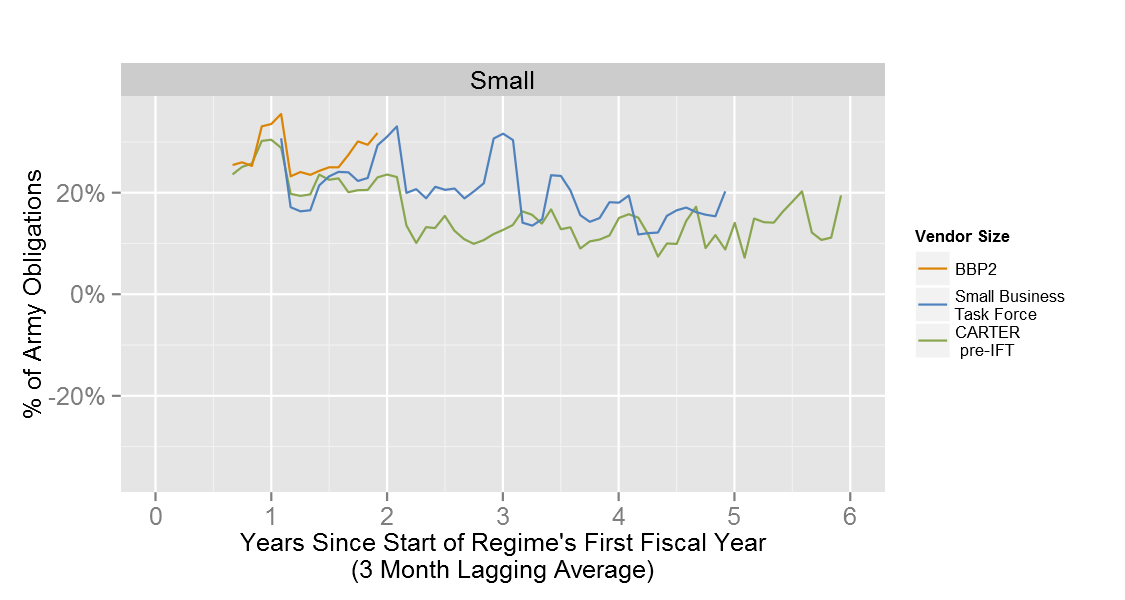 Small
% of Army Obligations
20%
0%
-20%
0 1 2 3 4 5 6
Years Since Start of Regime's First Fiscal Year
(3 Month Lagging Average)
Vendor Size
BBP2
Small Business
Task Force
CARTER
pre-IFT